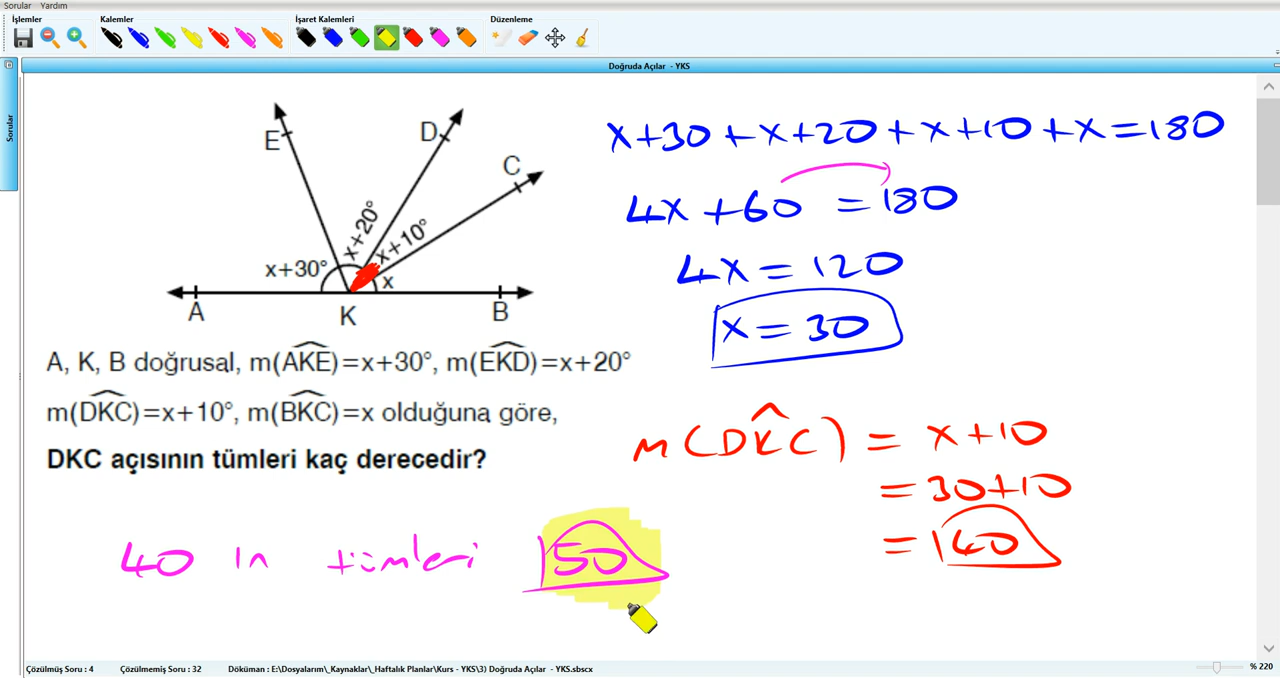 Sorular Yardım
İşlemler Kalemler İşaret Kalemleri Düzenleme
Doğruda Açılar - YKS
Sorular
E
D
C
x+20°
x+10°
x+30°
x
A
K
B
A, K, B doğrusal, m(AKE)=x+30°, m(EKD)=x+20°
m(DKC)=x+10°, m(BKC)=x olduğuna göre,
DKC açısının tümleri kaç derecedir?
x+30+x+20+x+10+x=180
4x+60=180
4x=120
x=30
m(DKC)=x+10
=30+10
=40
40 ın tümleri 50
Çözülmüş Soru : 4 Çözülmemiş Soru : 32 Döküman : E:\Dosyalarım\_Kaynaklar\_Haftalık Planlar\Kurs - YKS\3) Doğruda Açılar - YKS.sbscx % 220